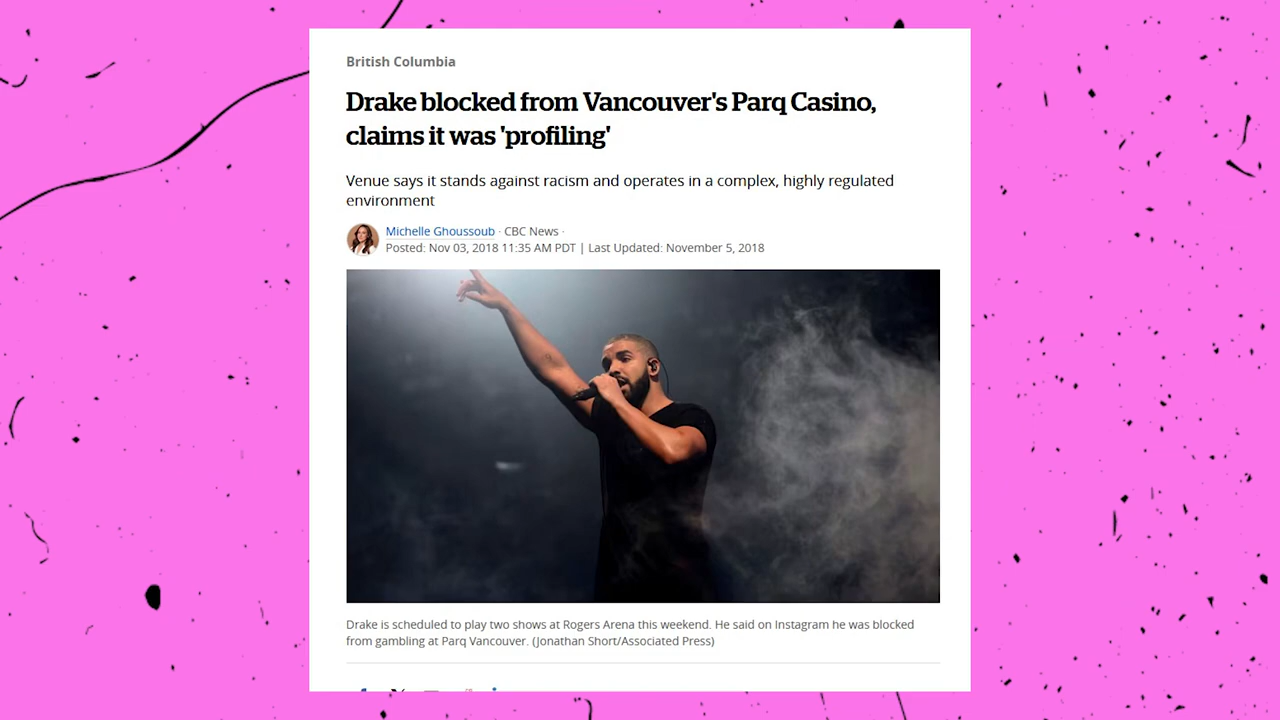 British Columbia
Drake blocked from Vancouver's Parq Casino,
claims it was 'profiling'
Venue says it stands against racism and operates in a complex, highly regulated
environment
Michelle Ghoussoub · CBC News ·
Posted: Nov 03, 2018 11:35 AM PDT | Last Updated: November 5, 2018
Drake is scheduled to play two shows at Rogers Arena this weekend. He said on Instagram he was blocked
from gambling at Parq Vancouver. (Jonathan Short/Associated Press)